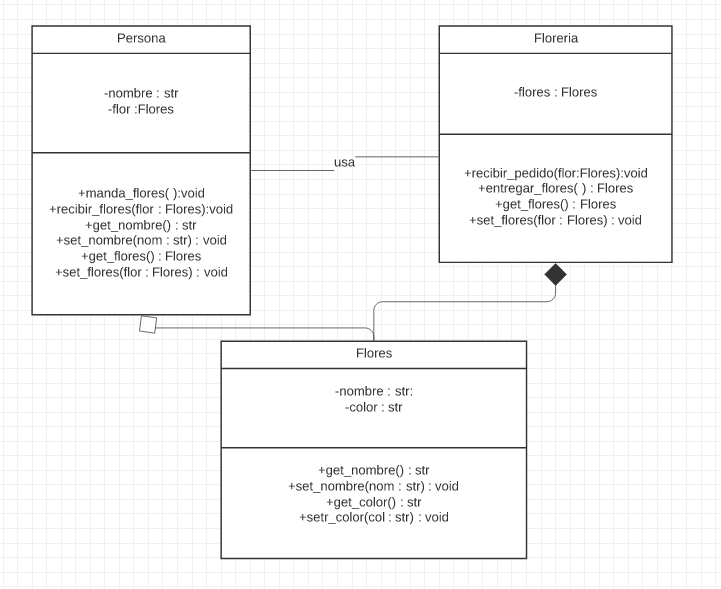 Persona
-nombre : str
-flor :Flores
+manda_flores( ):void
+recibir_flores(flor : Flores):void
+get_nombre() : str
+set_nombre(nom : str) : void
+get_flores() : Flores
+set_flores(flor : Flores) : void
usa
Floreria
-flores : Flores
+recibir_pedido(flor:Flores):void
+entregar_flores( ) : Flores
+get_flores() : Flores
+set_flores(flor : Flores) : void
Flores
-nombre : str:
-color : str
+get_nombre() : str
+set_nombre(nom : str) : void
+get_color() : str
+setr_color(col : str) : void